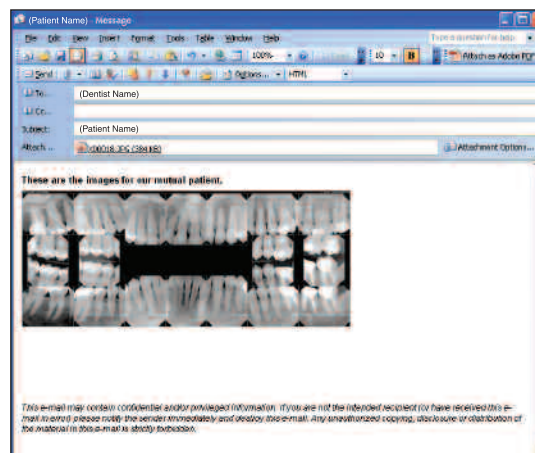 (Patient Name) - Message
File Edit View Insert Format Tools Table Window Help
Type a question for help
100% 10 B Attach as Adobe PDF
Send Options... HTML
To... (Dentist Name)
Cc...
Subject: (Patient Name)
Attach... Attachment Options...
These are the images for our mutual patient.
This e-mail may contain confidential and/or privileged information. If you are not the intended recipient (or have received this e-
mail in error) please notify the sender immediately and destroy this e-mail. Any unauthorized copying, disclosure or distribution of
the material in this e-mail is strictly forbidden.